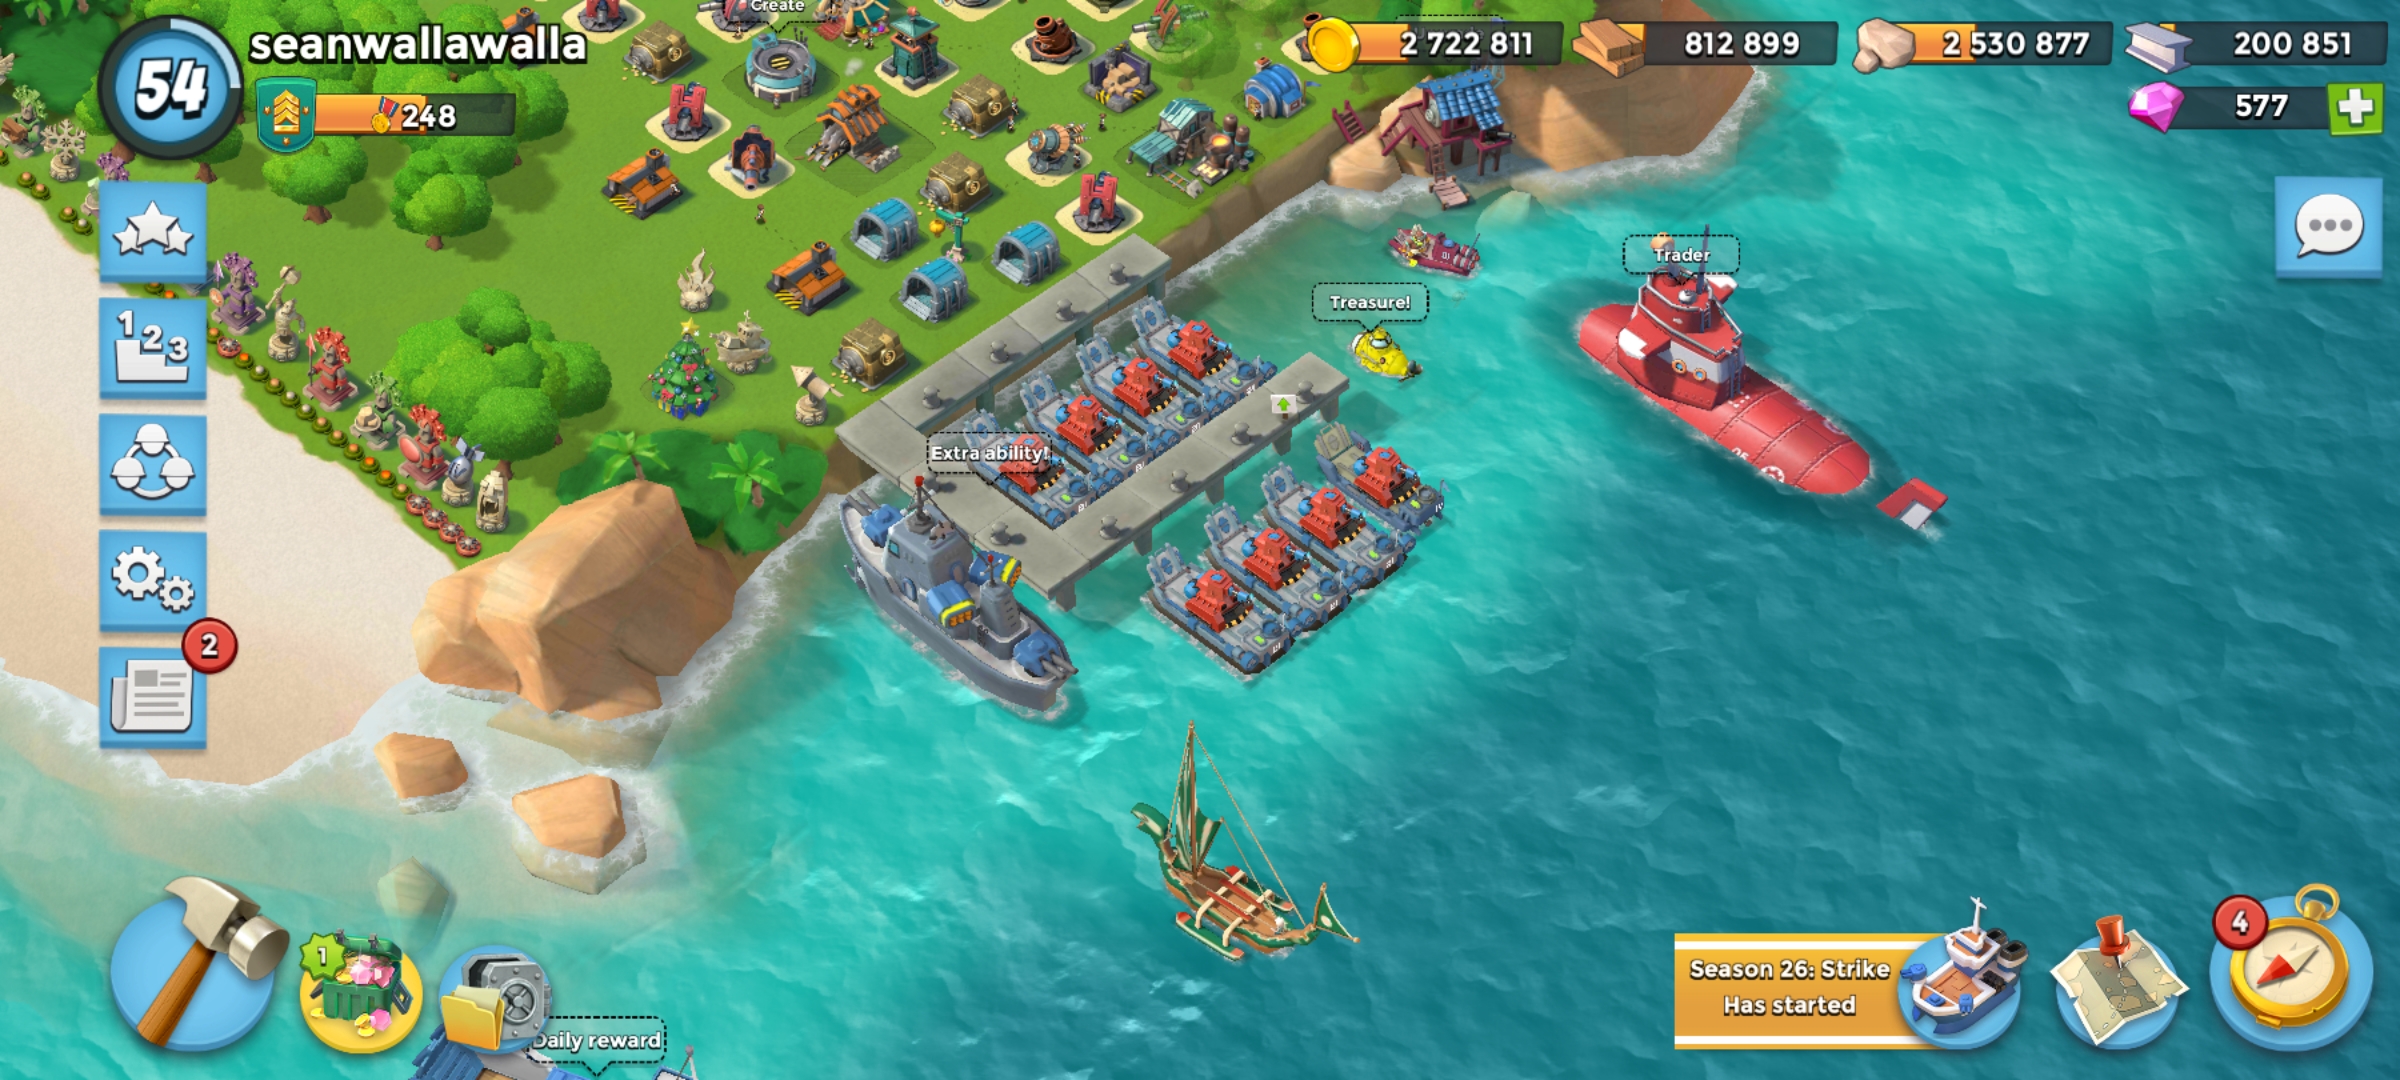 Create
54
seanwallawalla
248
2 722 811
812 899
2 530 877
200 851
577
123
Trader
Treasure!
Extra ability!
2
1
Daily reward
Season 26: Strike
Has started
4